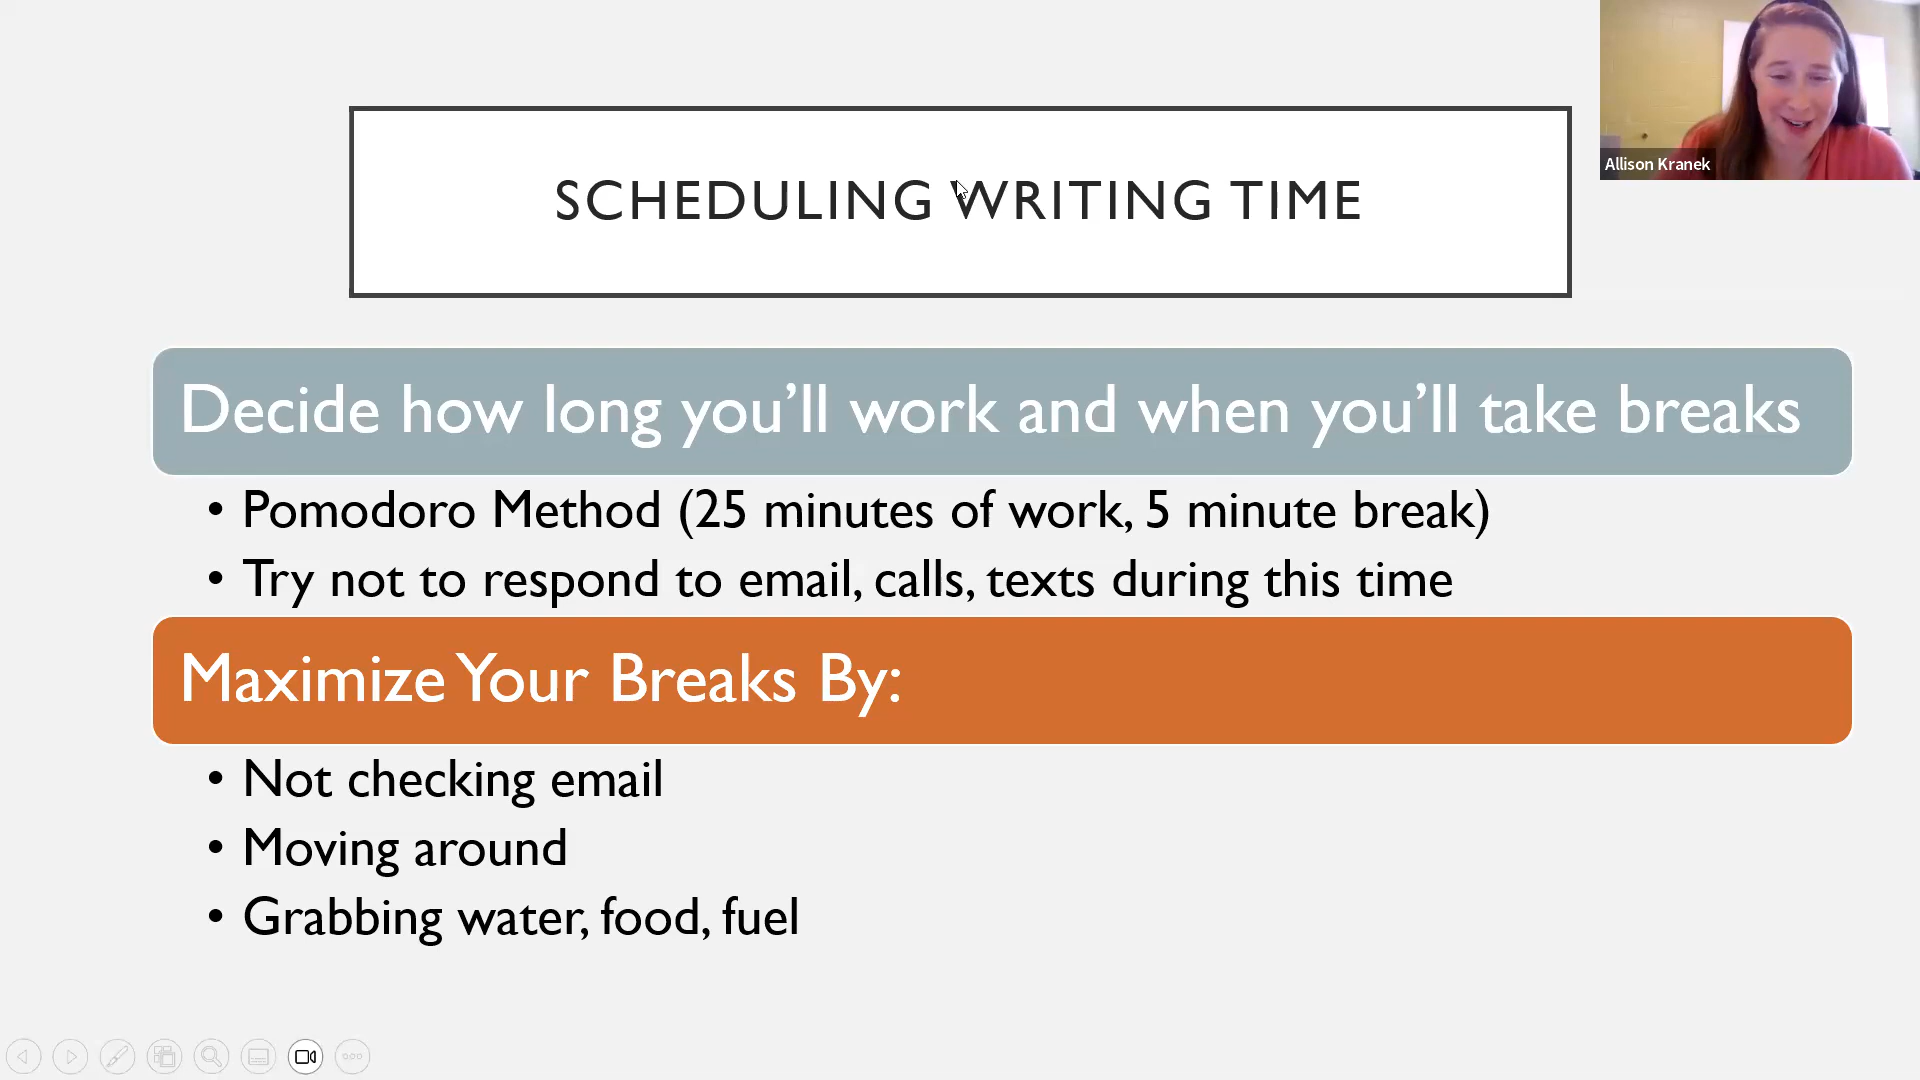 SCHEDULING WRITING TIME
Allison Kranek
Decide how long you'll work and when you'll take breaks
• Pomodoro Method (25 minutes of work, 5 minute break)
• Try not to respond to email, calls, texts during this time
Maximize Your Breaks By:
• Not checking email
• Moving around
• Grabbing water, food, fuel